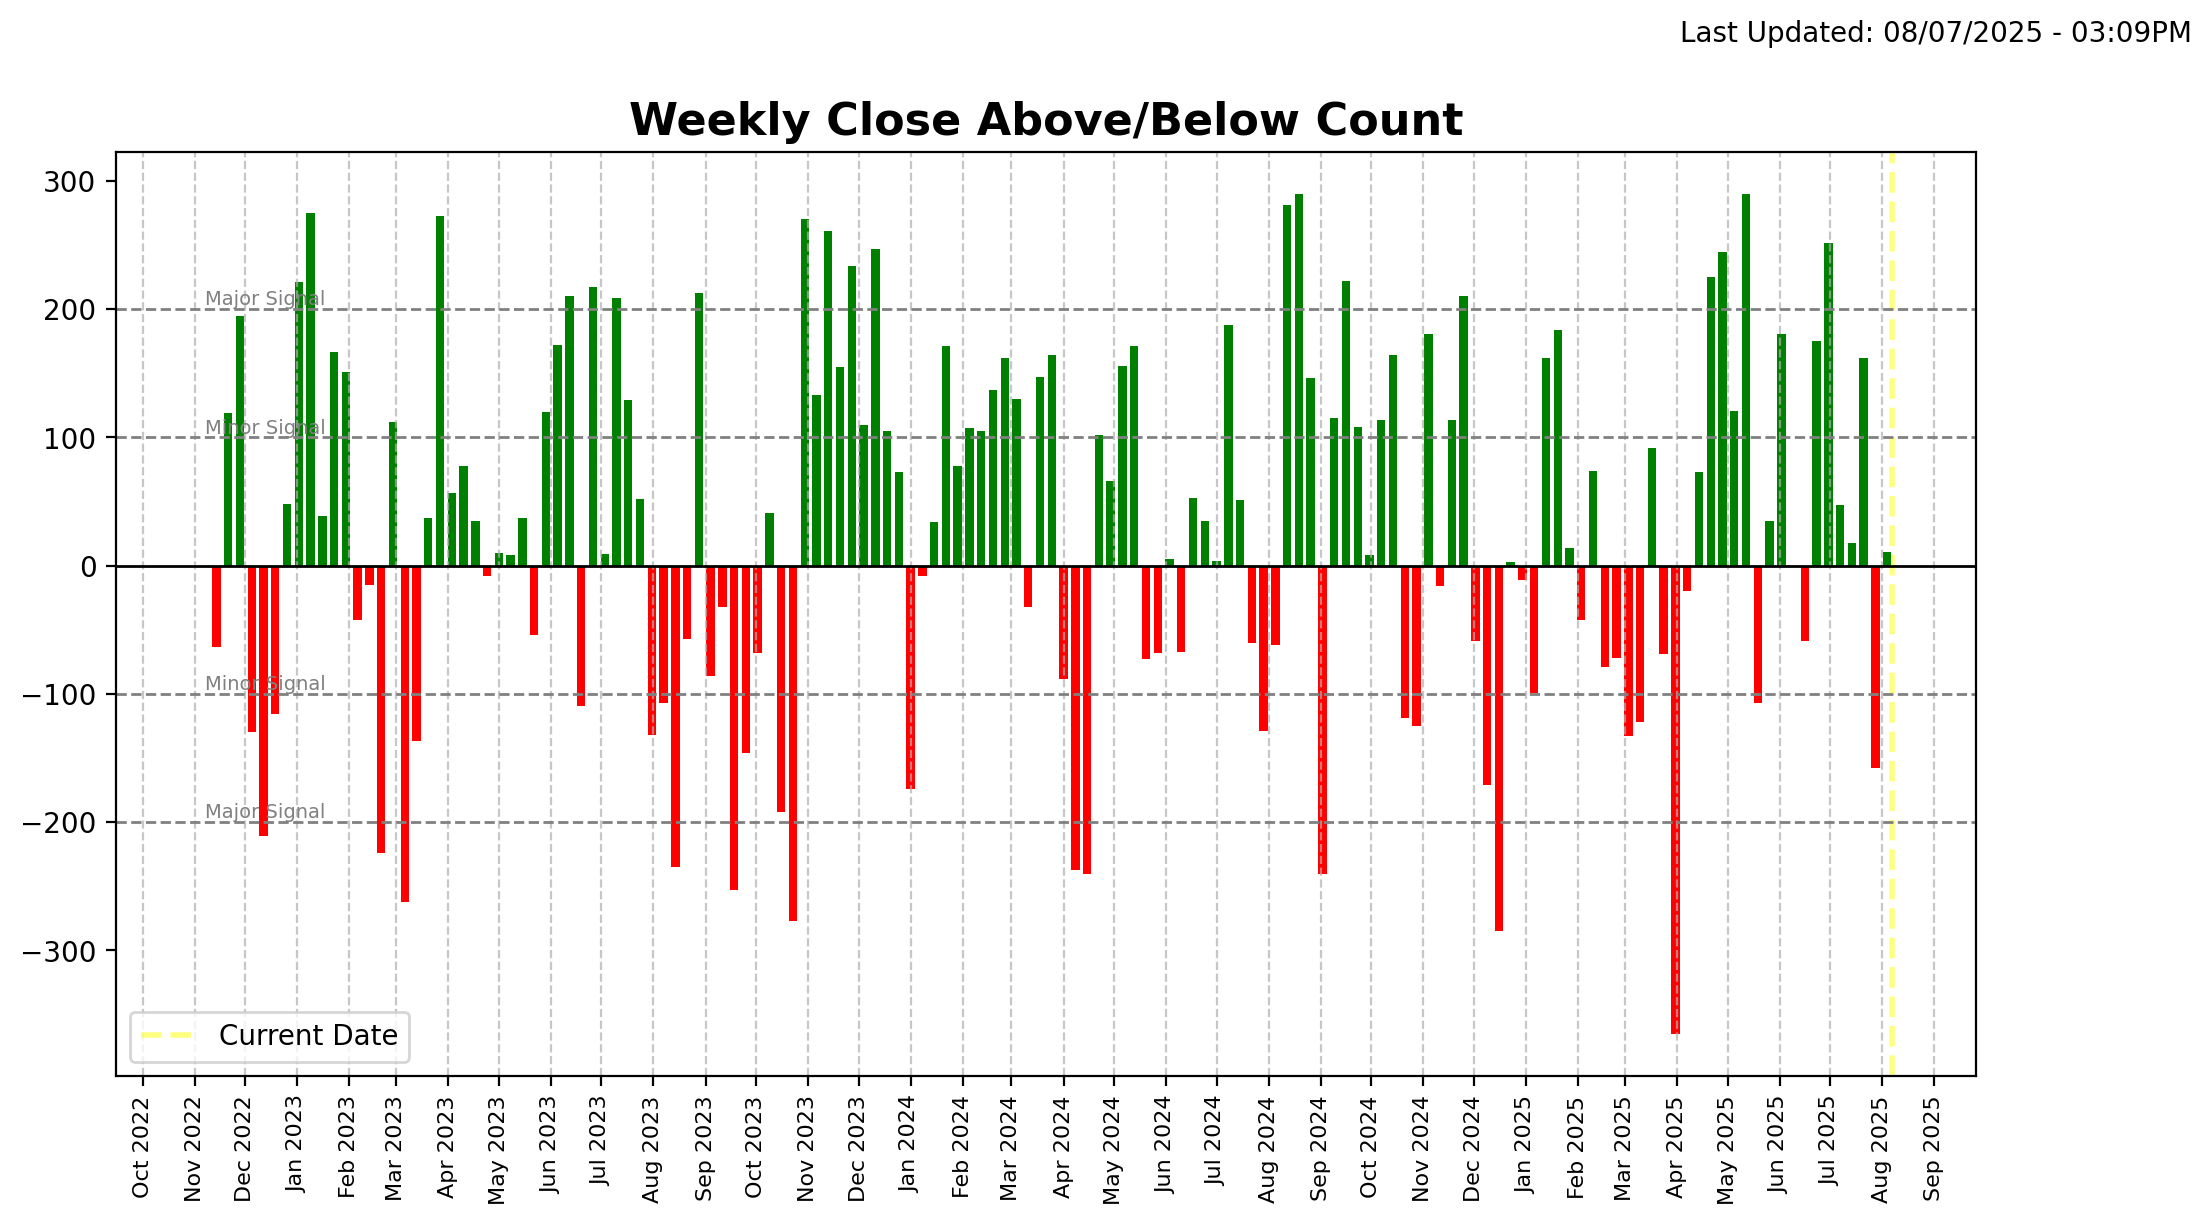 Last Updated: 08/07/2025 - 03:09PM
Weekly Close Above/Below Count
300
200
100
0
−100
−200
−300
Major Signal
Minor Signal
Minor Signal
Major Signal
Current Date
Oct 2022
Nov 2022
Dec 2022
Jan 2023
Feb 2023
Mar 2023
Apr 2023
May 2023
Jun 2023
Jul 2023
Aug 2023
Sep 2023
Oct 2023
Nov 2023
Dec 2023
Jan 2024
Feb 2024
Mar 2024
Apr 2024
May 2024
Jun 2024
Jul 2024
Aug 2024
Sep 2024
Oct 2024
Nov 2024
Dec 2024
Jan 2025
Feb 2025
Mar 2025
Apr 2025
May 2025
Jun 2025
Jul 2025
Aug 2025
Sep 2025